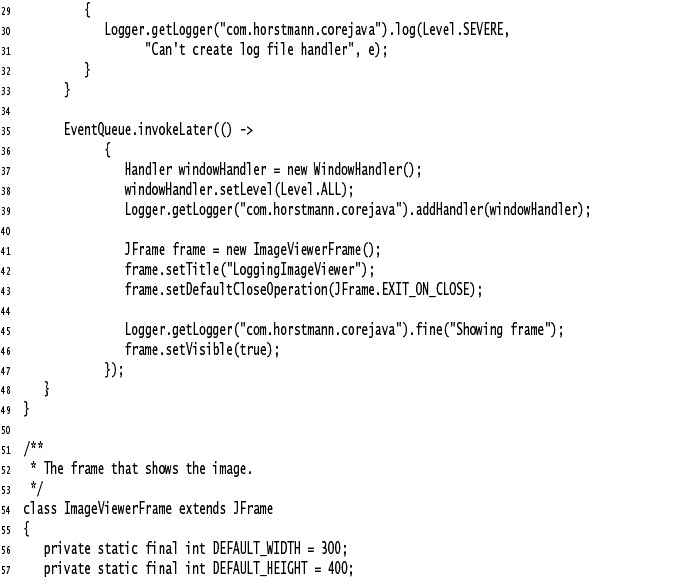 29          {
30             Logger.getLogger("com.horstmann.corejava").log(Level.SEVERE,
31                   "Can't create log file handler", e);
32          }
33       }
34
35       EventQueue.invokeLater(() ->
36             {
37                Handler windowHandler = new WindowHandler();
38                windowHandler.setLevel(Level.ALL);
39                Logger.getLogger("com.horstmann.corejava").addHandler(windowHandler);
40
41                JFrame frame = new ImageViewerFrame();
42                frame.setTitle("LoggingImageViewer");
43                frame.setDefaultCloseOperation(JFrame.EXIT_ON_CLOSE);
44
45                Logger.getLogger("com.horstmann.corejava").fine("Showing frame");
46                frame.setVisible(true);
47             });
48    }
49 }
50
51 /**
52  * The frame that shows the image.
53  */
54 class ImageViewerFrame extends JFrame
55 {
56    private static final int DEFAULT_WIDTH = 300;
57    private static final int DEFAULT_HEIGHT = 400;